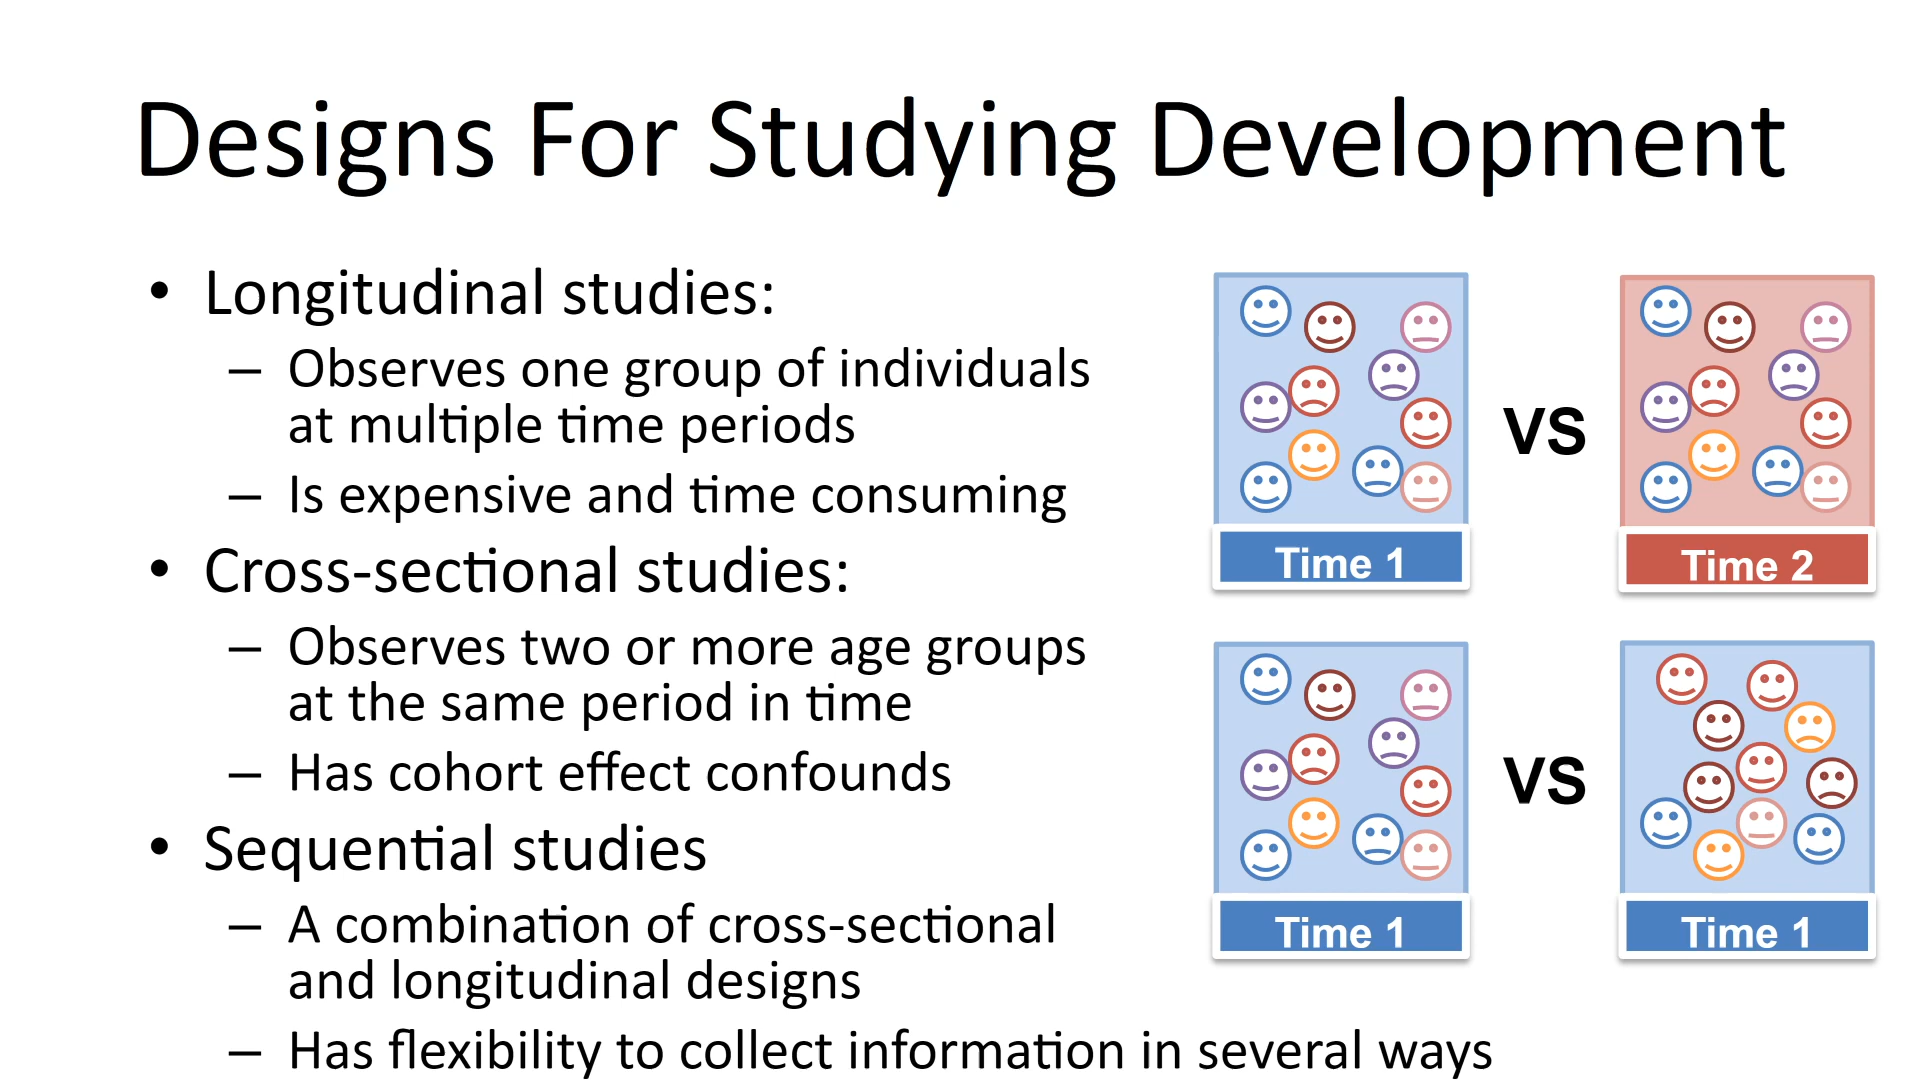 Designs For Studying Development
• Longitudinal studies:
– Observes one group of individuals
at multiple time periods
– Is expensive and time consuming
• Cross-sectional studies:
– Observes two or more age groups
at the same period in time
– Has cohort effect confounds
• Sequential studies
– A combination of cross-sectional
and longitudinal designs
– Has flexibility to collect information in several ways
VS
Time 1
Time 2
VS
Time 1
Time 1